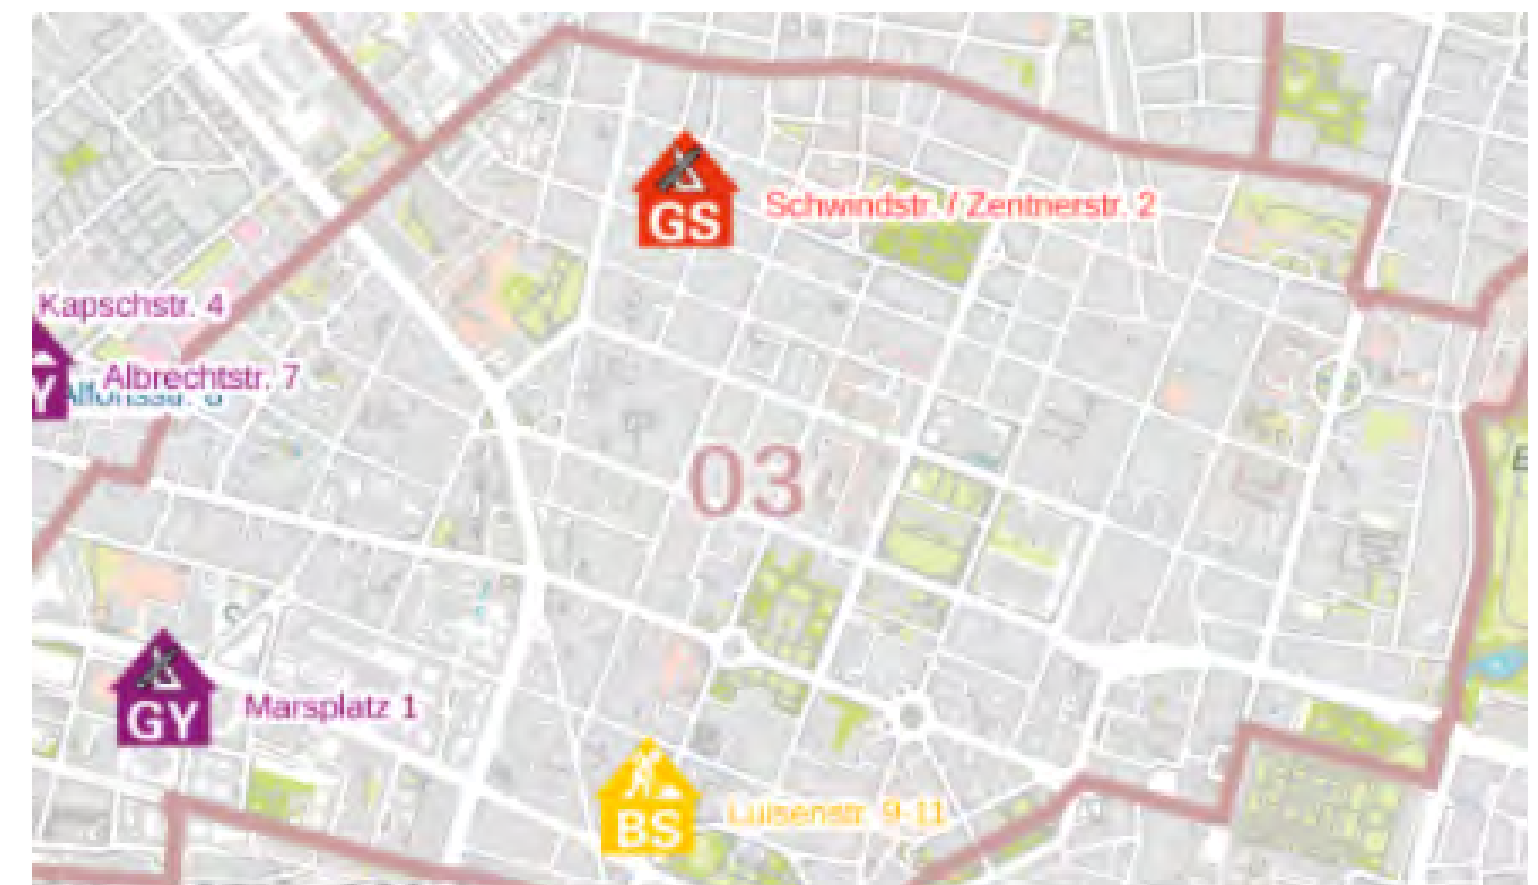 GS
Schwindstr. / Zentnerstr. 2
Kapschstr. 4
Albrechtstr. 7
Y
03
GY
Marsplatz 1
BS
Luisenstr. 9-11
E